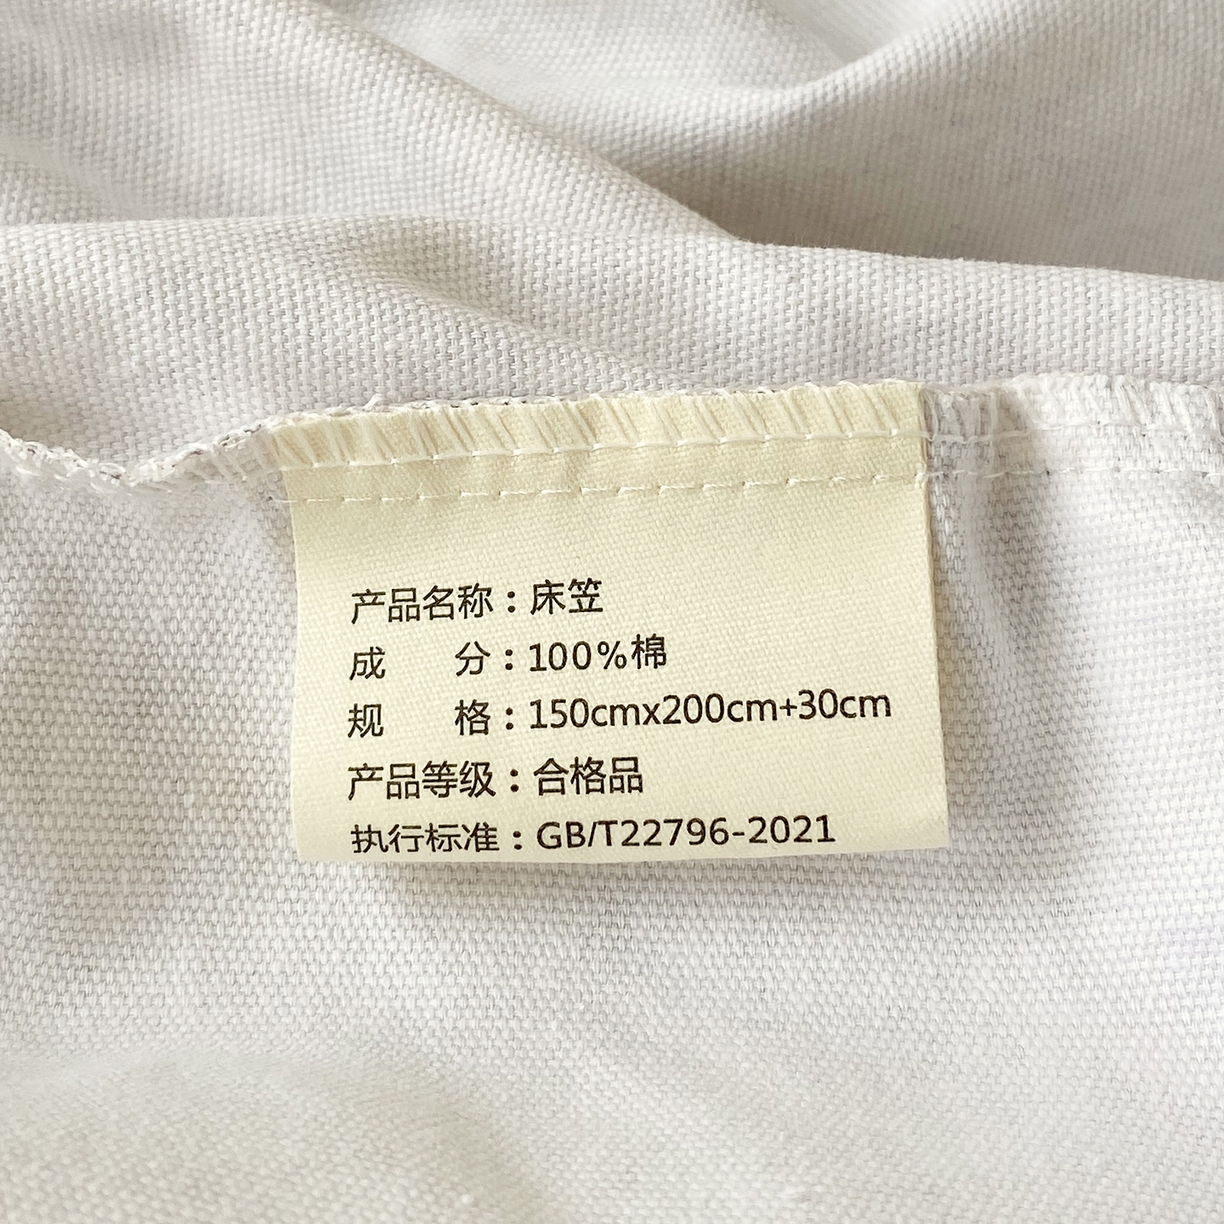 产品名称：床笠
成　　分：100%棉
规　　格：150cmx200cm+30cm
产品等级：合格品
执行标准：GB/T22796-2021